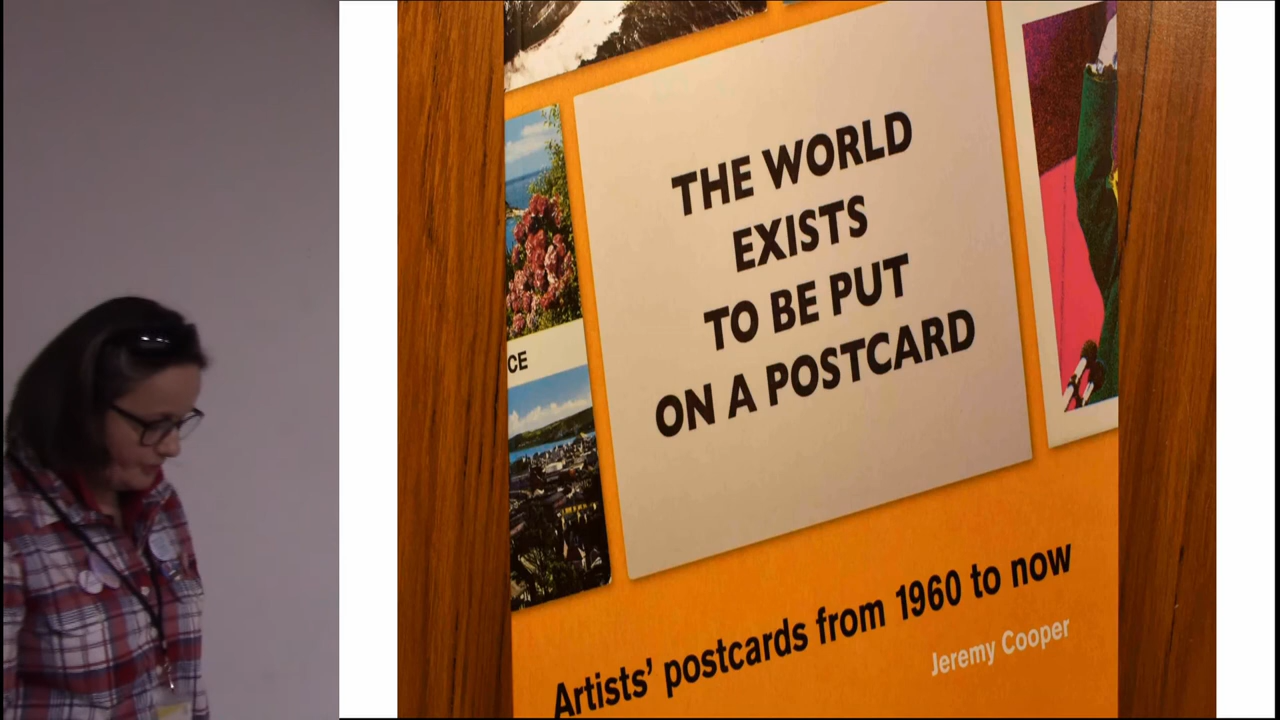 THE WORLD
EXISTS
TO BE PUT
ON A POSTCARD
CE
Artists' postcards from 1960 to now
Jeremy Cooper